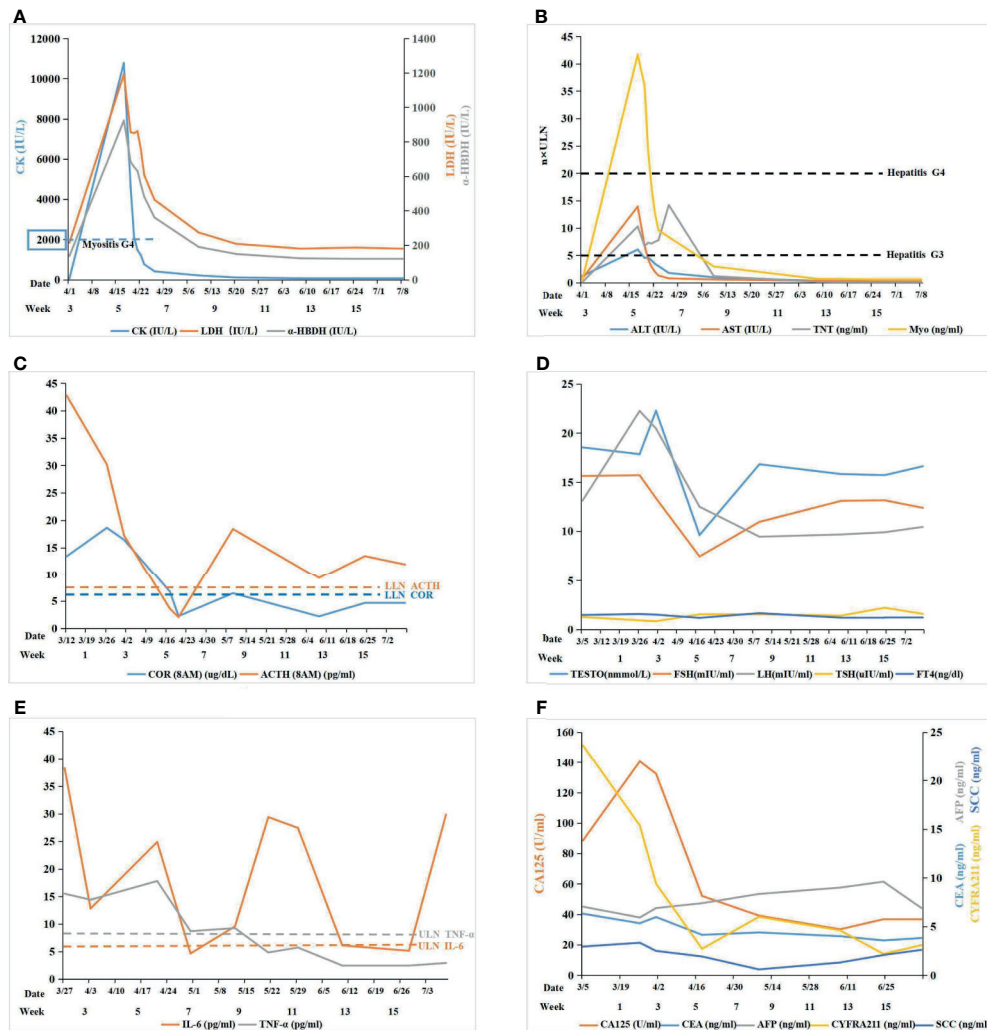 A
12000
10000
8000
6000
4000
2000
0
CK (IU/L)
1400
1200
1000
800
600
400
200
0
LDH (IU/L)
α-HBDH (IU/L)
Myositis G4
Date 4/1 4/8 4/15 4/22 4/29 5/6 5/13 5/20 5/27 6/3 6/10 6/17 6/24 7/1 7/8
Week 3 5 7 9 11 13 15
CK (IU/L) LDH (IU/L) α-HBDH (IU/L)
B
45
40
35
30
25
20
15
10
5
0
n×ULN
Hepatitis G4
Hepatitis G3
Date 4/1 4/8 4/15 4/22 4/29 5/6 5/13 5/20 5/27 6/3 6/10 6/17 6/24 7/1 7/8
Week 3 5 7 9 11 13 15
ALT (IU/L) AST (IU/L) TNT (ng/ml) Myo (ng/ml)
C
45
40
35
30
25
20
15
10
5
0
LLN ACTH
LLN COR
Date 3/12 3/19 3/26 4/2 4/9 4/16 4/23 4/30 5/7 5/14 5/21 5/28 6/4 6/11 6/18 6/25 7/2
Week 1 3 5 7 9 11 13 15
COR (8AM) (ug/dL) ACTH (8AM) (pg/ml)
D
25
20
15
10
5
0
Date 3/5 3/12 3/19 3/26 4/2 4/9 4/16 4/23 4/30 5/7 5/14 5/21 5/28 6/4 6/11 6/18 6/25 7/2
Week 1 3 5 7 9 11 13 15
TESTO(nmmol/L) FSH(mIU/ml) LH(mIU/ml) TSH(uIU/ml) FT4(ng/dl)
E
45
40
35
30
25
20
15
10
5
0
ULN TNF-α
ULN IL-6
Date 3/27 4/3 4/10 4/17 4/24 5/1 5/8 5/15 5/22 5/29 6/5 6/12 6/19 6/26 7/3
Week 3 5 7 9 11 13 15
IL-6 (pg/ml) TNF-α (pg/ml)
F
160
140
120
100
80
60
40
20
0
CA125 (U/ml)
25
20
15
10
5
0
AFP (ng/ml)
SCC (ng/ml)
CEA (ng/ml)
CYFRA211 (ng/ml)
Date 3/5 3/19 4/2 4/16 4/30 5/14 5/28 6/11 6/25
Week 1 3 5 7 9 11 13 15
CA125 (U/ml) CEA (ng/ml) AFP (ng/ml) CYFRA211 (ng/ml) SCC (ng/ml)